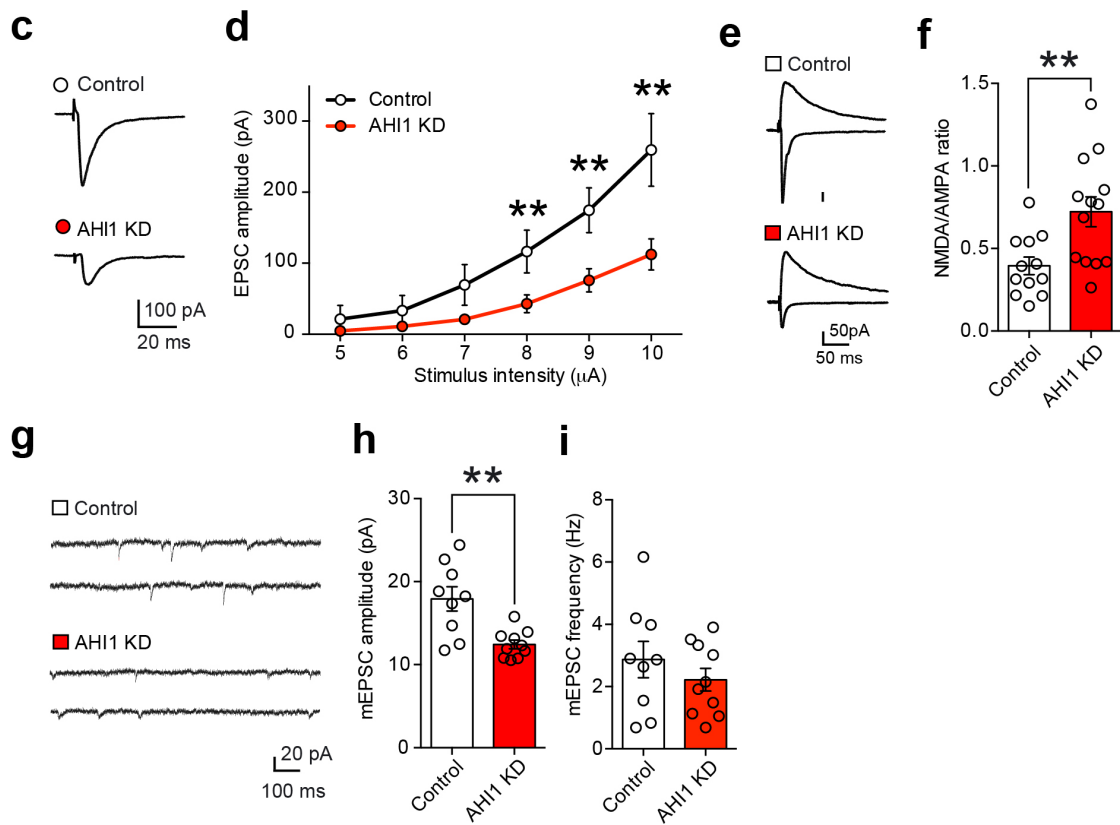 c
Control
AHI1 KD
100 pA
20 ms
d
EPSC amplitude (pA)
300
200
100
0
Control
AHI1 KD
**
**
**
5 6 7 8 9 10
Stimulus intensity (µA)
e
Control
AHI1 KD
50pA
50 ms
f
**
NMDA/AMPA ratio
1.5
1.0
0.5
0.0
Control
AHI1 KD
g
Control
AHI1 KD
20 pA
100 ms
h
**
mEPSC amplitude (pA)
30
20
10
0
Control
AHI1 KD
i
mEPSC frequency (Hz)
8
6
4
2
0
Control
AHI1 KD